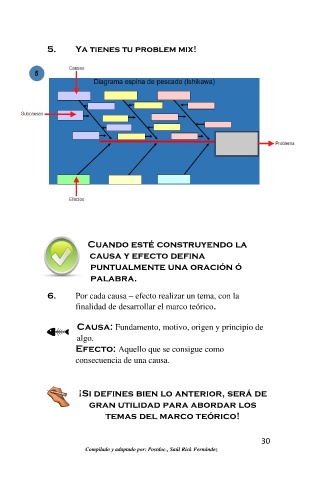 5. Ya tienes tu problem mix!
5
Causas
Diagrama espina de pescado (Ishikawa)
Subcausas
Problema
Efectos
Cuando esté construyendo la
causa y efecto defina
puntualmente una oración ó
palabra.
6. Por cada causa – efecto realizar un tema, con la
finalidad de desarrollar el marco teórico.
Causa: Fundamento, motivo, origen y principio de
algo.
Efecto: Aquello que se consigue como
consecuencia de una causa.
¡Si defines bien lo anterior, será de
gran utilidad para abordar los
temas del marco teórico!
30
Compilado y adaptado por: Posdoc., Saúl Rick Fernández